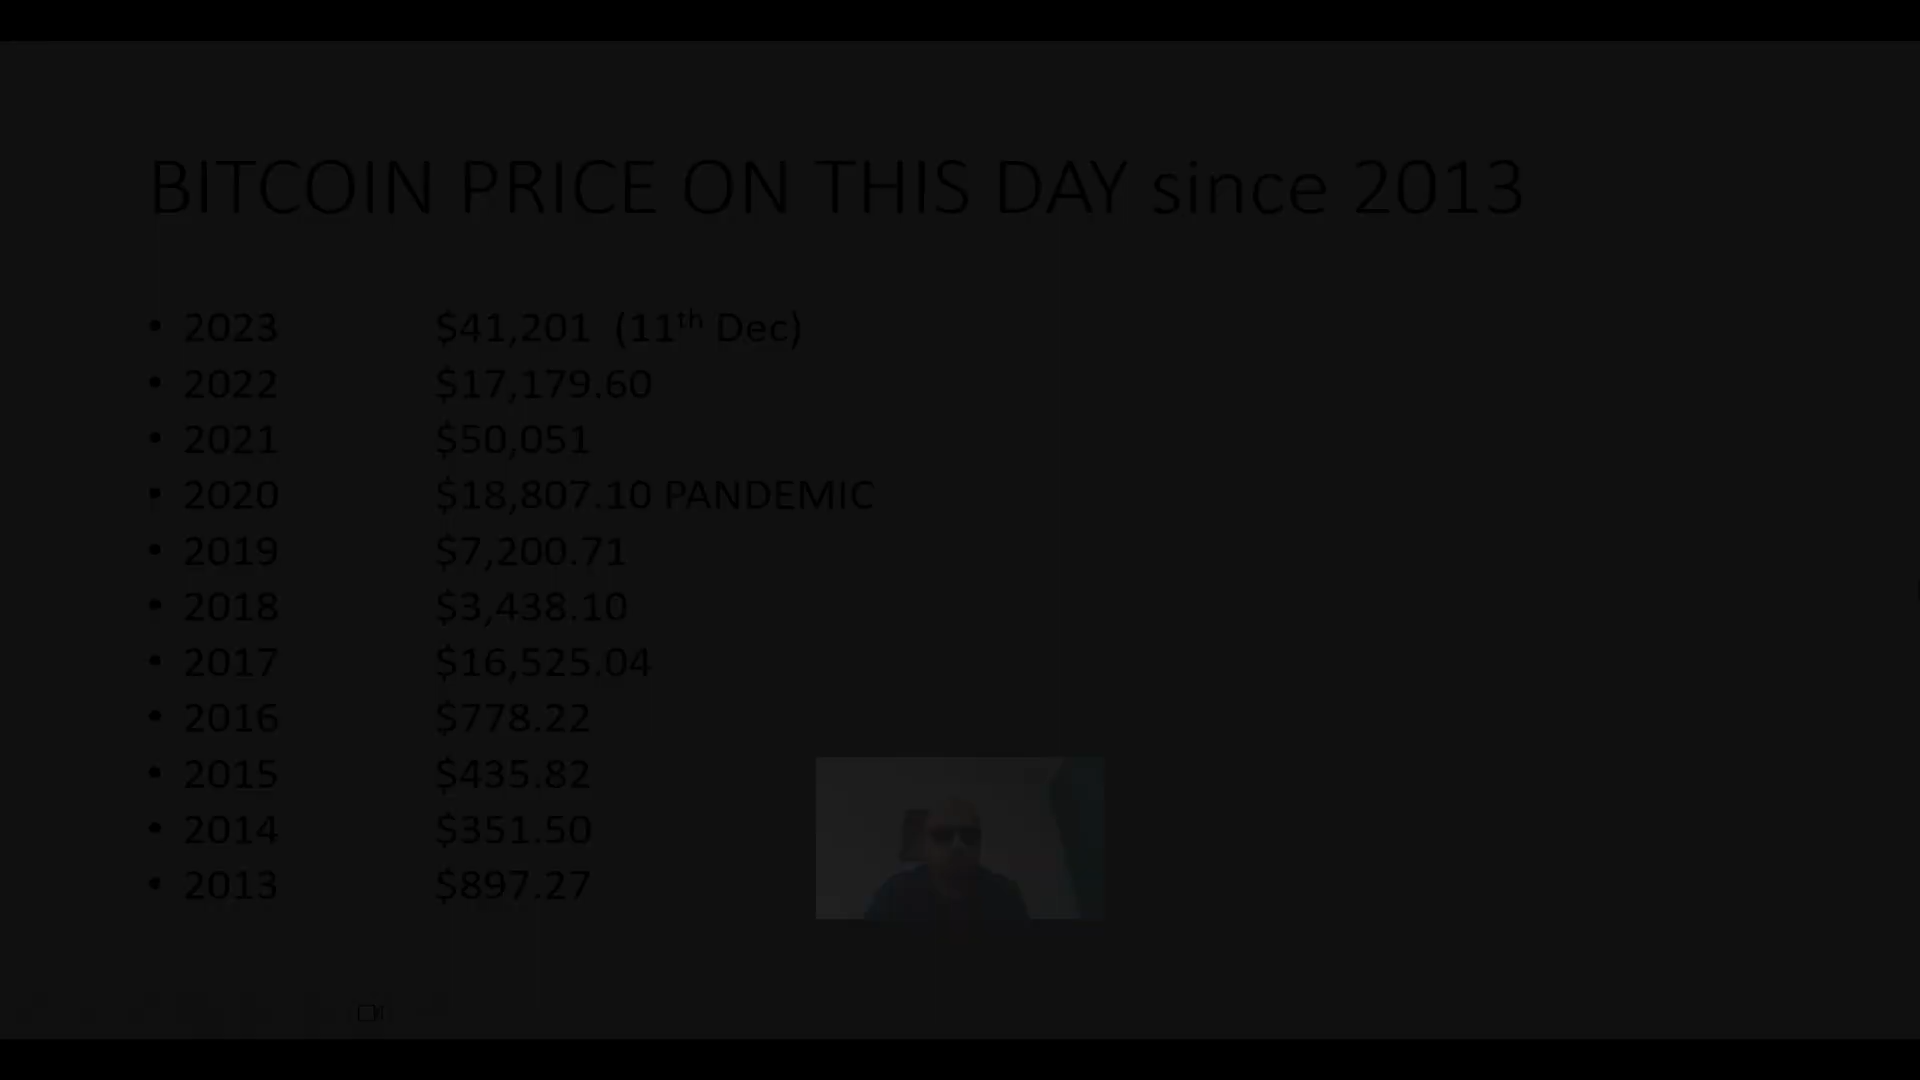 BITCOIN PRICE ON THIS DAY since 2013
• 2023 $41,201 (11th Dec)
• 2022 $17,179.60
• 2021 $50,051
• 2020 $18,807.10 PANDEMIC
• 2019 $7,200.71
• 2018 $3,438.10
• 2017 $16,525.04
• 2016 $778.22
• 2015 $435.82
• 2014 $351.50
• 2013 $897.27